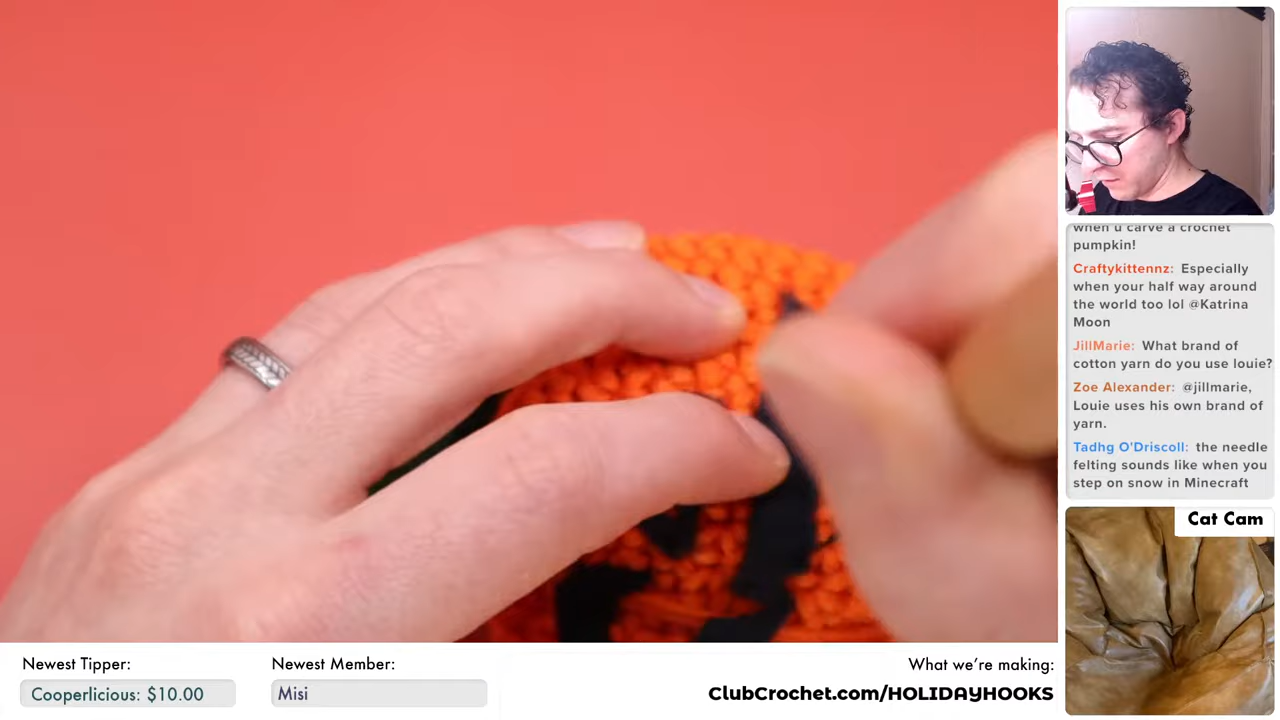 when u carve a crochet
pumpkin!
Craftykittennz: Especially
when your half way around
the world too lol @Katrina
Moon
JillMarie: What brand of
cotton yarn do you use louie?
Zoe Alexander: @jillmarie,
Louie uses his own brand of
yarn.
Tadhg O'Driscoll: the needle
felting sounds like when you
step on snow in Minecraft
Cat Cam
Newest Tipper:
Cooperlicious: $10.00
Newest Member:
Misi
What we're making:
ClubCrochet.com/HOLIDAYHOOKS